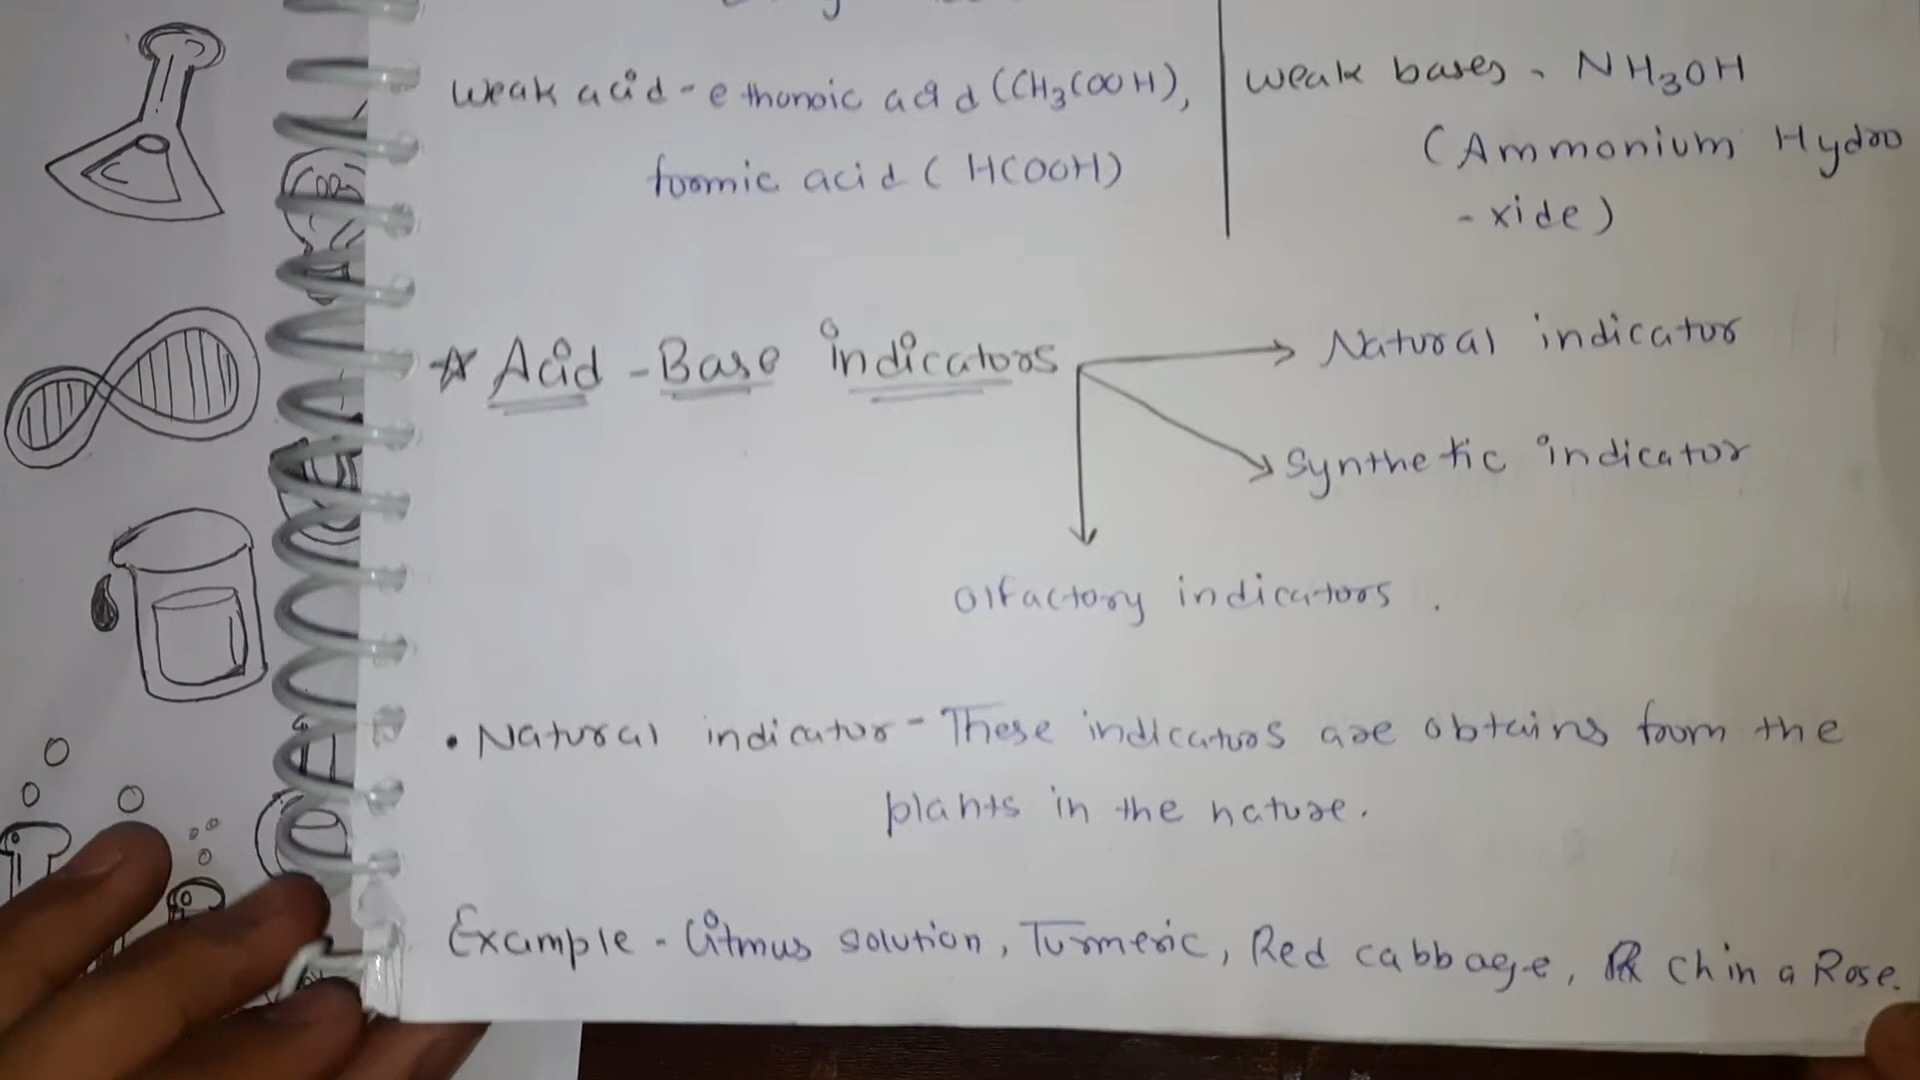 Weak acid - ethonoic acid (CH3COOH),
formic acid (HCOOH)
weak bases - NH3OH
(Ammonium Hydro
- xide)
☆ Acid - Base indicators
Natural indicator
Synthetic indicator
olfactory indicators.
• Natural indicator - These indicators are obtains from the
plants in the nature.
Example - Litmus solution, Turmeric, Red cabbage, China Rose.